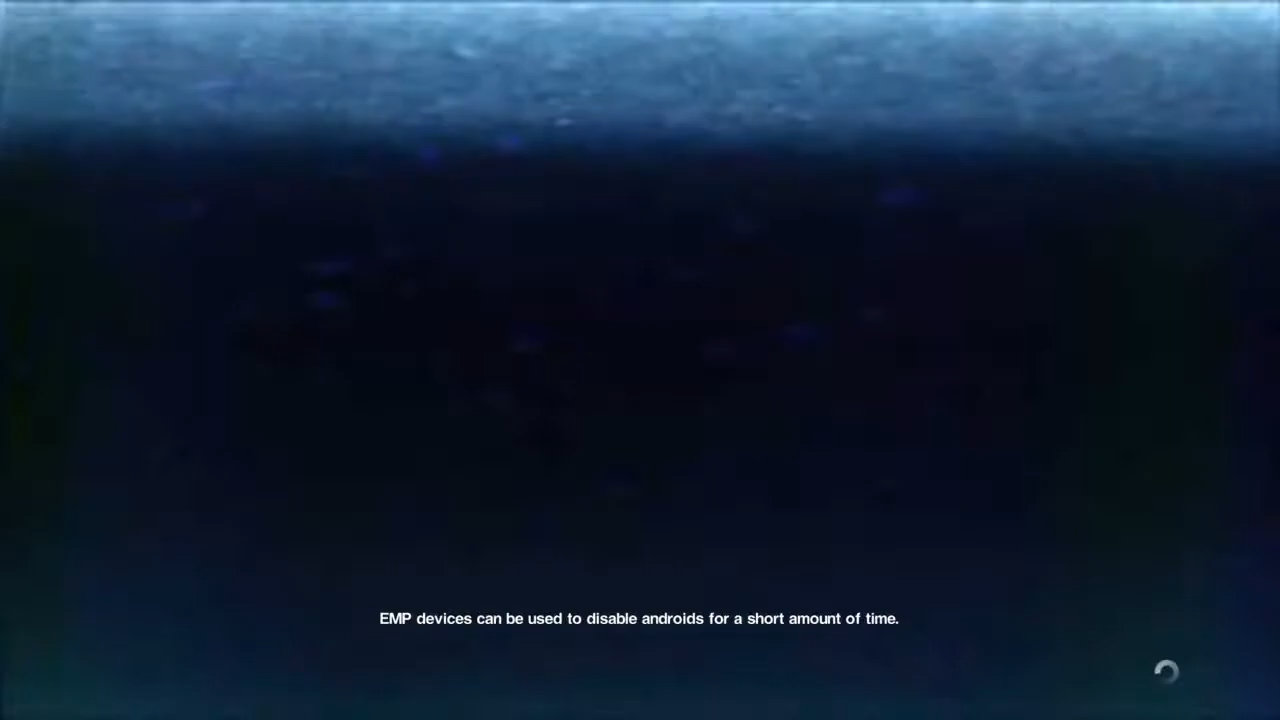 EMP devices can be used to disable androids for a short amount of time.